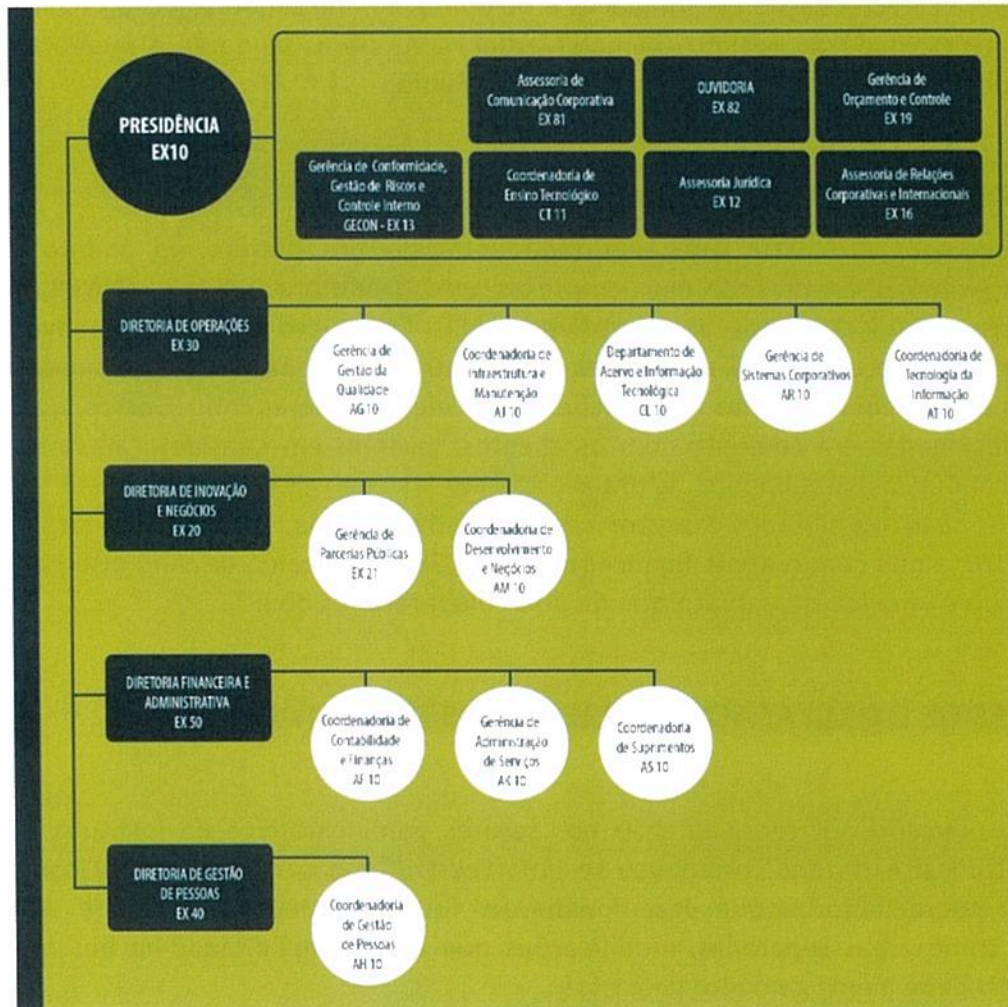 PRESIDÊNCIA
EX10
Assessoria de
Comunicação Corporativa
EX 81
OUVIDORIA
EX 82
Gerência de
Orçamento e Controle
EX 19
Gerência de Conformidade,
Gestão de Riscos e
Controle Interno
GECON - EX 13
Coordenadoria de
Ensino Tecnológico
CT 11
Assessoria Jurídica
EX 12
Assessoria de Relações
Corporativas e Internacionais
EX 16
DIRETORIA DE OPERAÇÕES
EX 30
Gerência de
Gestão da
Qualidade
AG 10
Coordenadoria de
Infraestrutura e
Manutenção
AJ 10
Departamento de
Acervo e Informação
Tecnológica
CL 10
Gerência de
Sistemas Corporativos
AR 10
Coordenadoria de
Tecnologia da
Informação
AT 10
DIRETORIA DE INOVAÇÃO
E NEGÓCIOS
EX 20
Gerência de
Parcerias Públicas
EX 21
Coordenadoria de
Desenvolvimento
e Negócios
AM 10
DIRETORIA FINANCEIRA E
ADMINISTRATIVA
EX 50
Coordenadoria de
Contabilidade
e Finanças
AF 10
Gerência de
Administração
de Serviços
AK 10
Coordenadoria
de Suprimentos
AS 10
DIRETORIA DE GESTÃO
DE PESSOAS
EX 40
Coordenadoria
de Gestão
de Pessoas
AH 10